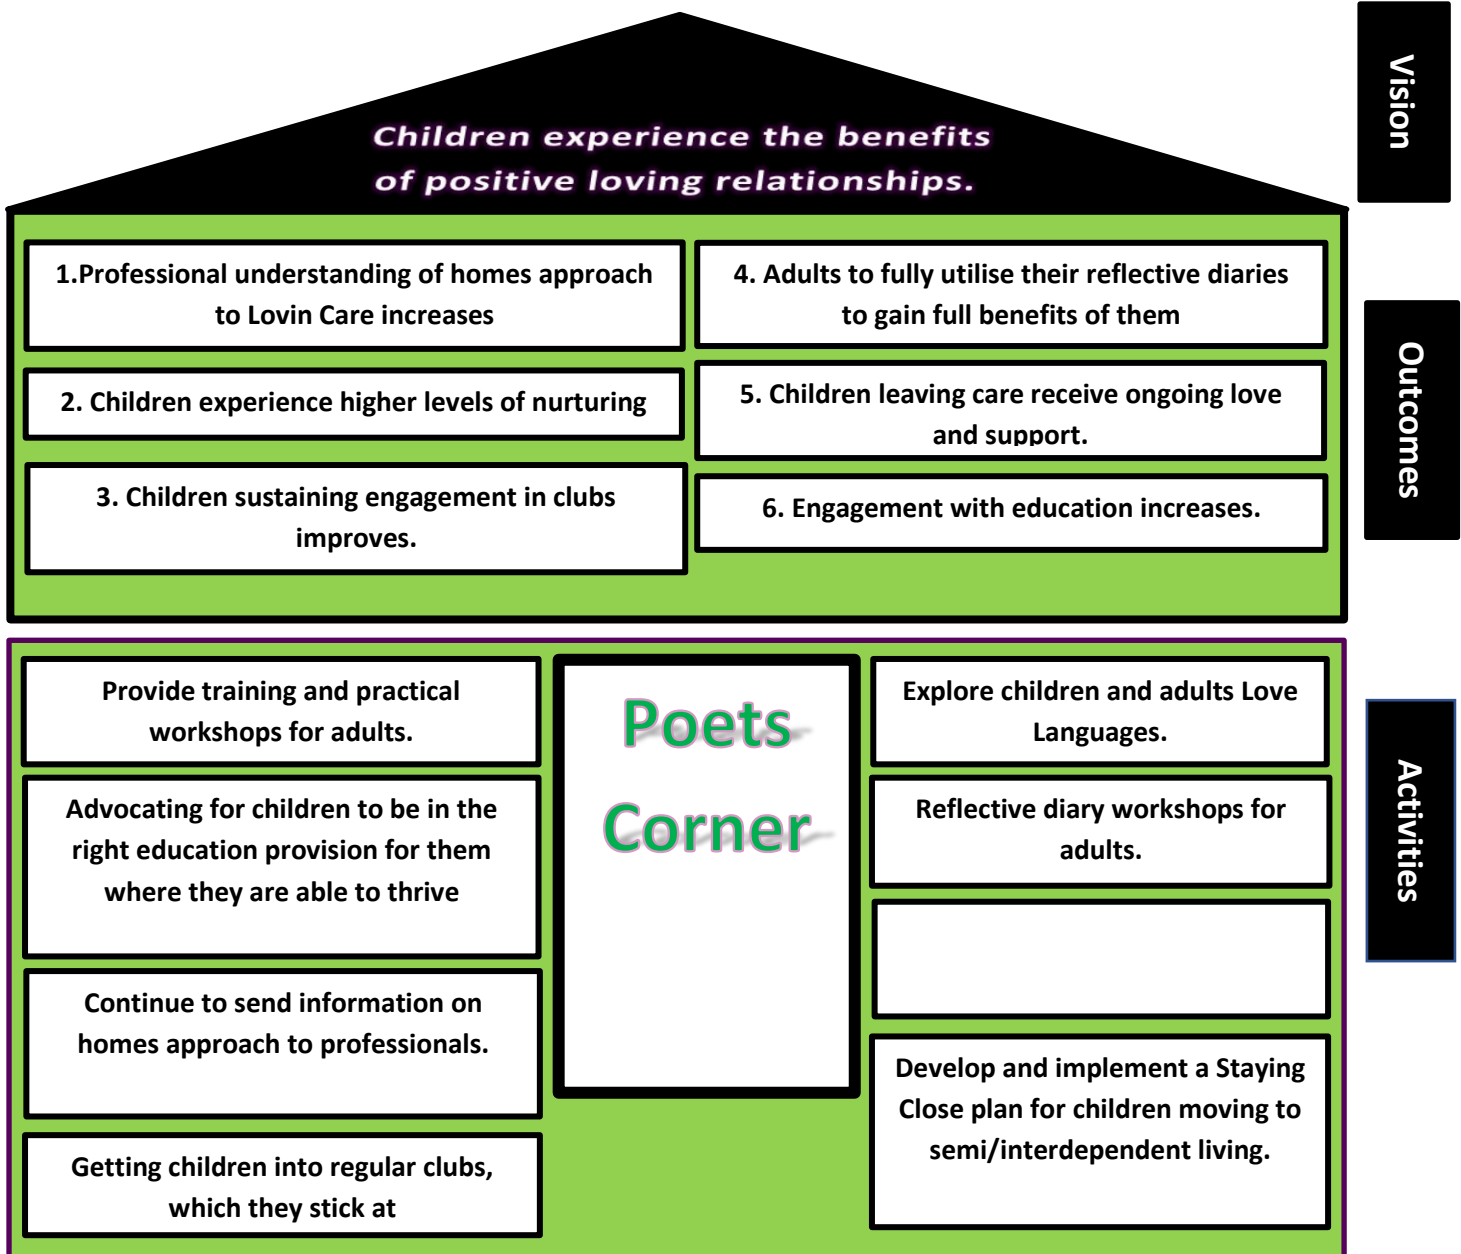 Vision
Children experience the benefits
of positive loving relationships.
Outcomes
1.Professional understanding of homes approach
to Lovin Care increases
2. Children experience higher levels of nurturing
3. Children sustaining engagement in clubs
improves.
4. Adults to fully utilise their reflective diaries
to gain full benefits of them
5. Children leaving care receive ongoing love
and support.
6. Engagement with education increases.
Activities
Provide training and practical
workshops for adults.
Advocating for children to be in the
right education provision for them
where they are able to thrive
Continue to send information on
homes approach to professionals.
Getting children into regular clubs,
which they stick at
Poets
Corner
Explore children and adults Love
Languages.
Reflective diary workshops for
adults.
Develop and implement a Staying
Close plan for children moving to
semi/interdependent living.